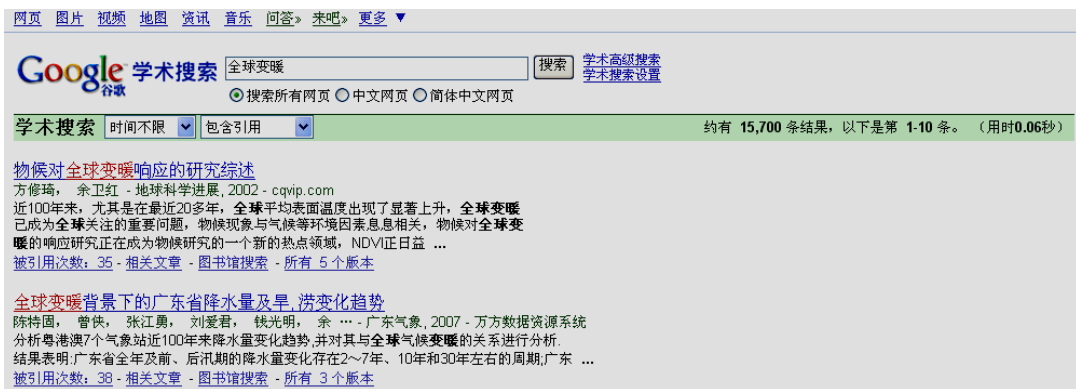 网页 图片 视频 地图 资讯 音乐 问答» 来吧» 更多 ▼
Google 谷歌 学术搜索 全球变暖 搜索 学术高级搜索
学术搜索设置
搜索所有网页 中文网页 简体中文网页
学术搜索 时间不限 包含引用 约有 15,700 条结果，以下是第 1-10 条。 （用时0.06秒）
物候对全球变暖响应的研究综述
方修琦， 余卫红 - 地球科学进展, 2002 - cqvip.com
近100年来，尤其是在最近20多年，全球平均表面温度出现了显著上升，全球变暖
已成为全球关注的重要问题，物候现象与气候等环境因素息息相关，物候对全球变
暖的响应研究正在成为物候研究的一个新的热点领域，NDVI正日益 ...
被引用次数：35 - 相关文章 - 图书馆搜索 - 所有 5 个版本
全球变暖背景下的广东省降水量及旱,涝变化趋势
陈特固， 曾侠， 张江勇， 刘爱君， 钱光明， 余 … - 广东气象, 2007 - 万方数据资源系统
分析粤港澳7个气象站近100年来降水量变化趋势,并对其与全球气候变暖的关系进行分析.
结果表明:广东省全年及前、后汛期的降水量变化存在2～7年、10年和30年左右的周期;广东 ...
被引用次数：38 - 相关文章 - 图书馆搜索 - 所有 3 个版本